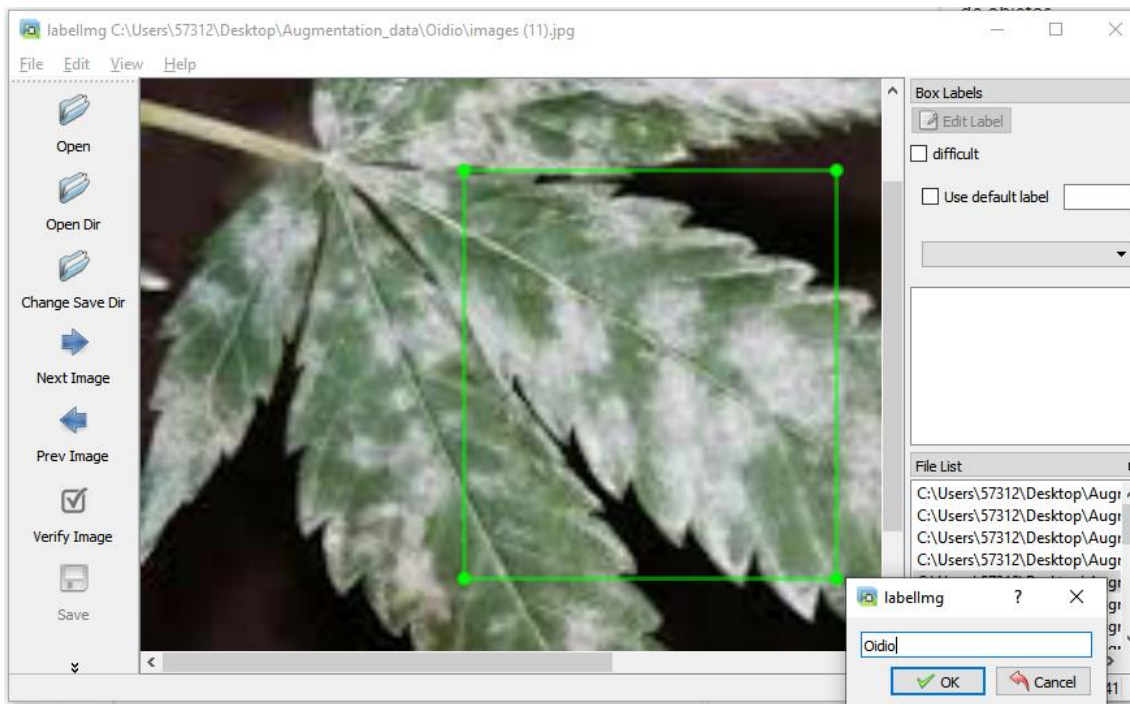 labelImg C:\Users\57312\Desktop\Augmentation_data\Oidio\images (11).jpg
File Edit View Help
Open
Open Dir
Change Save Dir
Next Image
Prev Image
Verify Image
Save
Box Labels
Edit Label
difficult
Use default label
File List
C:\Users\57312\Desktop\Augr
C:\Users\57312\Desktop\Augr
C:\Users\57312\Desktop\Augr
C:\Users\57312\Desktop\Augr
labelImg ?
Oidio
OK Cancel
41